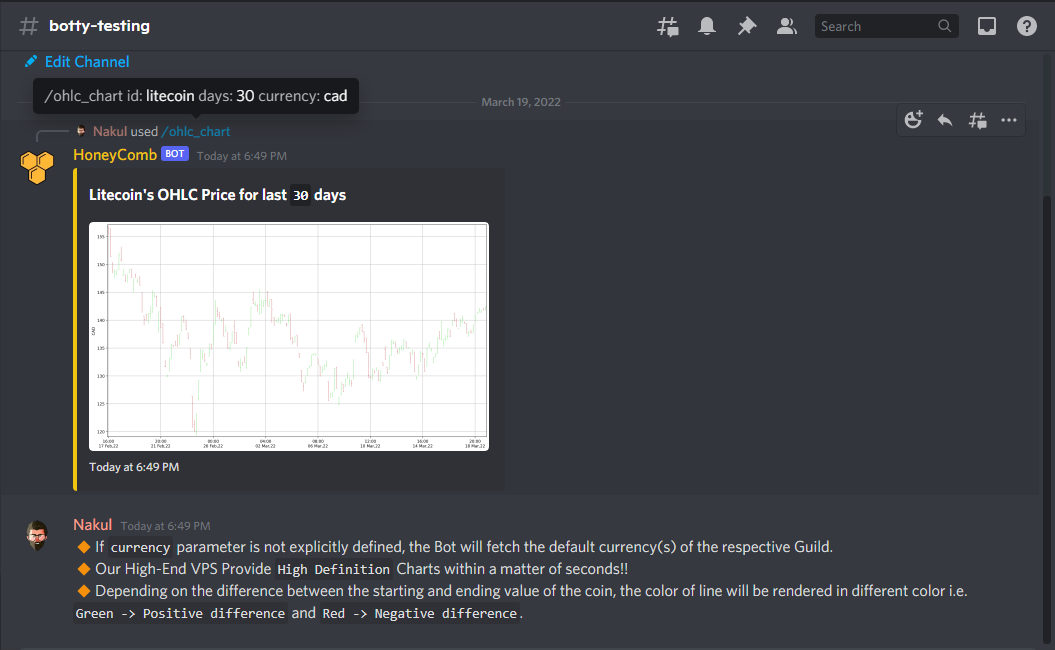 botty-testing
Search
Edit Channel
/ohlc_chart id: litecoin days: 30 currency: cad
March 19, 2022
Nakul used /ohlc_chart
HoneyComb BOT Today at 6:49 PM
Litecoin's OHLC Price for last 30 days
155
150
145
140
CAD
135
130
125
120
16:00 20:00 00:00 04:00 08:00 12:00 16:00 20:00
17 Feb,22 21 Feb,22 26 Feb,22 02 Mar,22 06 Mar,22 10 Mar,22 14 Mar,22 18 Mar,22
Today at 6:49 PM
Nakul Today at 6:49 PM
🔶 If currency parameter is not explicitly defined, the Bot will fetch the default currency(s) of the respective Guild.
🔶 Our High-End VPS Provide High Definition Charts within a matter of seconds!!
🔶 Depending on the difference between the starting and ending value of the coin, the color of line will be rendered in different color i.e.
Green -> Positive difference and Red -> Negative difference.